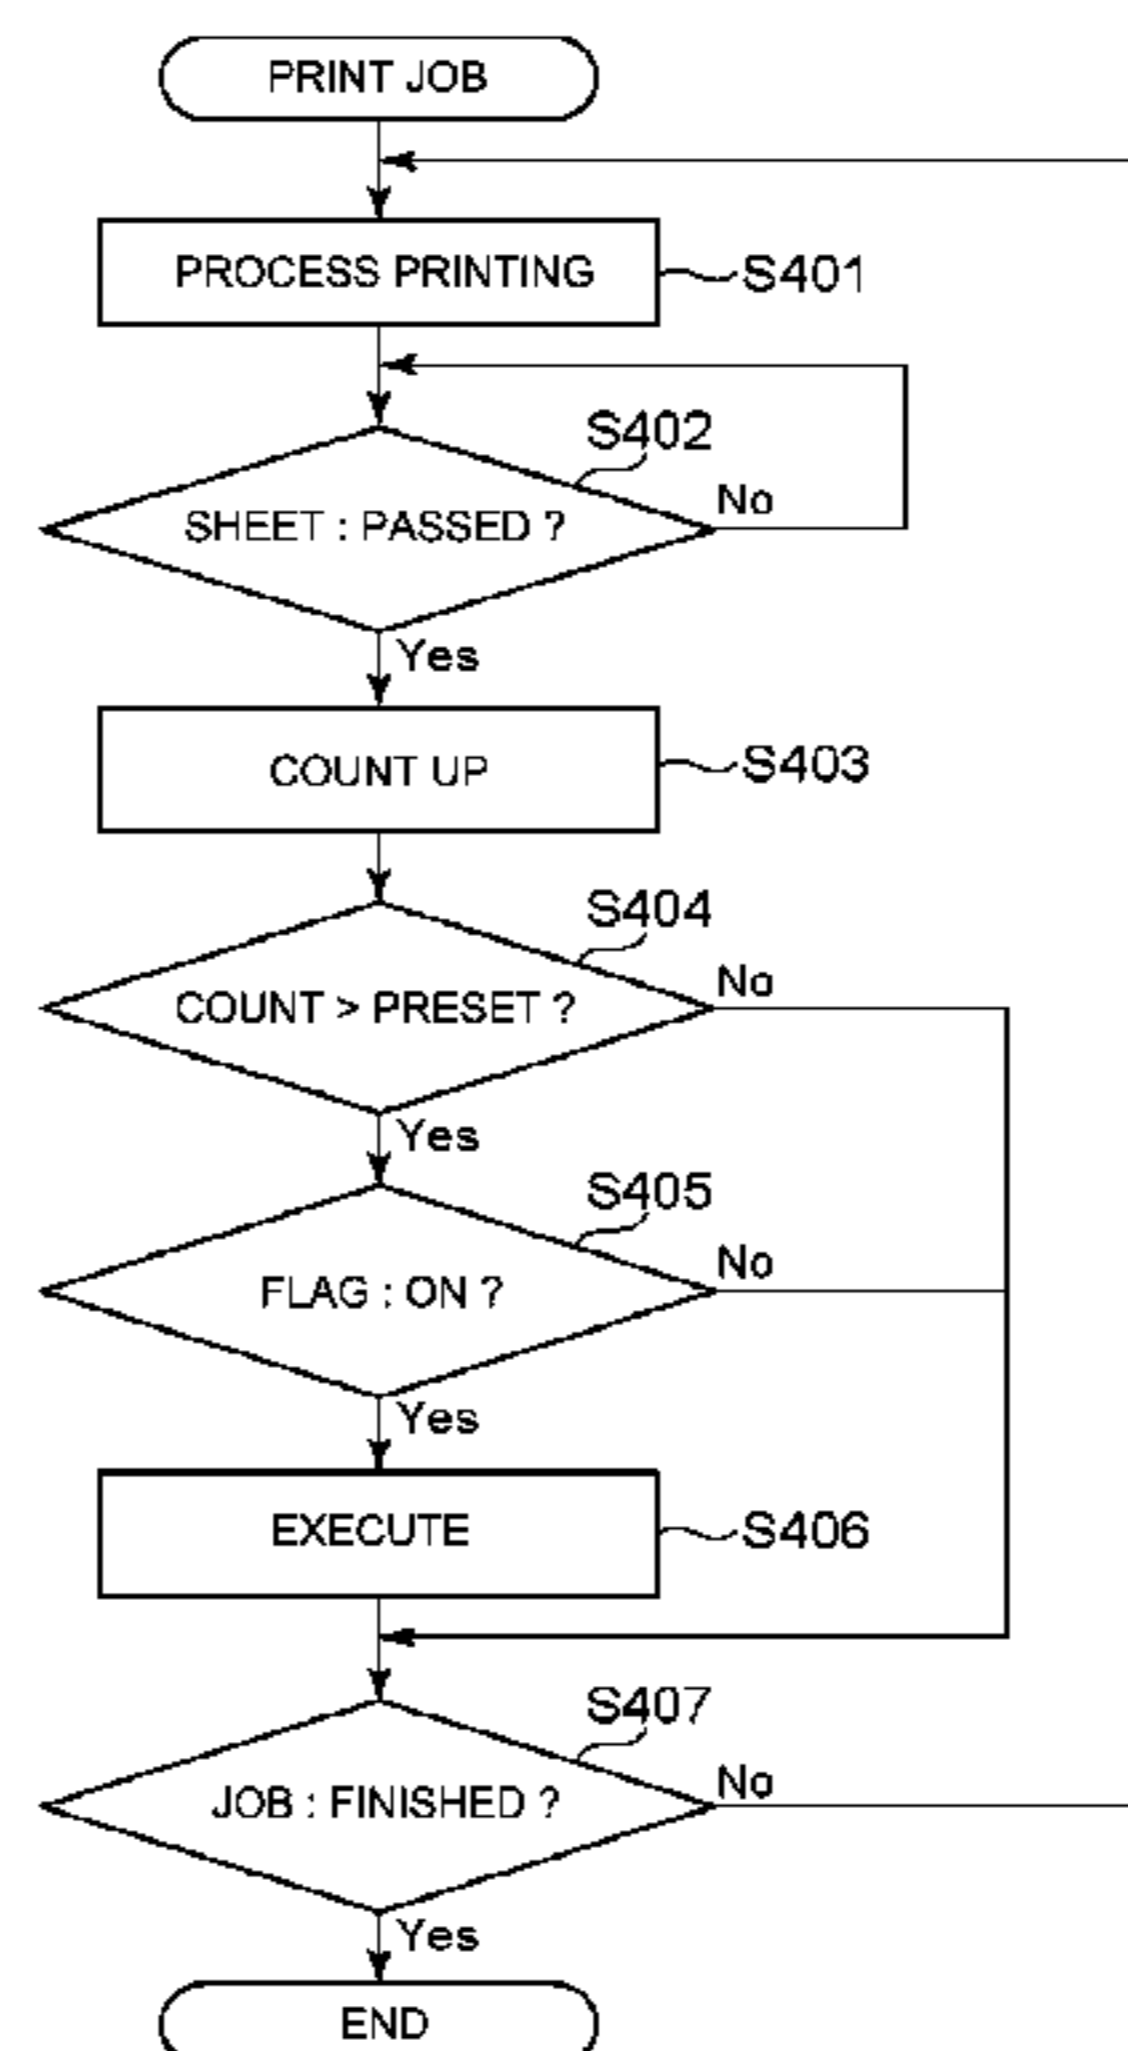 PRINT JOB
PROCESS PRINTING
S401
S402
SHEET : PASSED ?
No
Yes
COUNT UP
S403
S404
COUNT > PRESET ?
No
Yes
S405
FLAG : ON ?
No
Yes
EXECUTE
S406
S407
JOB : FINISHED ?
No
Yes
END